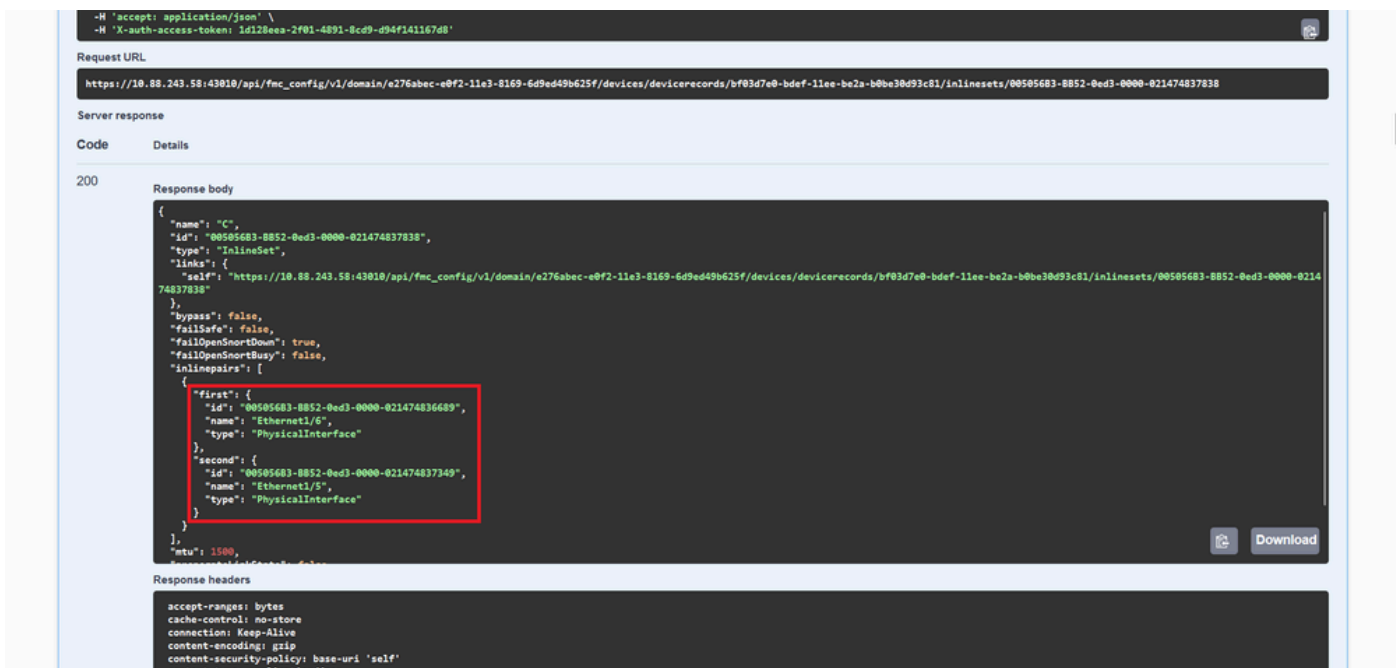 -H 'accept: application/json' \
-H 'X-auth-access-token: 1d128eea-2f01-4891-8cd9-d94f141167d8'
Request URL
https://10.88.243.58:43010/api/fmc_config/v1/domain/e276abec-e0f2-11e3-8169-6d9ed49b625f/devices/devicerecords/bf03d7e0-bdef-11ee-be2a-b0be30d93c81/inlinesets/005056B3-BB52-0ed3-0000-021474837838
Server response
Code Details
200
Response body
{
"name": "C",
"id": "005056B3-BB52-0ed3-0000-021474837838",
"type": "InlineSet",
"links": {
"self": "https://10.88.243.58:43010/api/fmc_config/v1/domain/e276abec-e0f2-11e3-8169-6d9ed49b625f/devices/devicerecords/bf03d7e0-bdef-11ee-be2a-b0be30d93c81/inlinesets/005056B3-BB52-0ed3-0000-0214
74837838"
},
"bypass": false,
"failSafe": false,
"failOpenSnortDown": true,
"failOpenSnortBusy": false,
"inlinepairs": [
{
"first": {
"id": "005056B3-BB52-0ed3-0000-021474836689",
"name": "Ethernet1/6",
"type": "PhysicalInterface"
},
"second": {
"id": "005056B3-BB52-0ed3-0000-021474837349",
"name": "Ethernet1/5",
"type": "PhysicalInterface"
}
}
],
"mtu": 1500,
Download
Response headers
accept-ranges: bytes
cache-control: no-store
connection: Keep-Alive
content-encoding: gzip
content-security-policy: base-uri 'self'